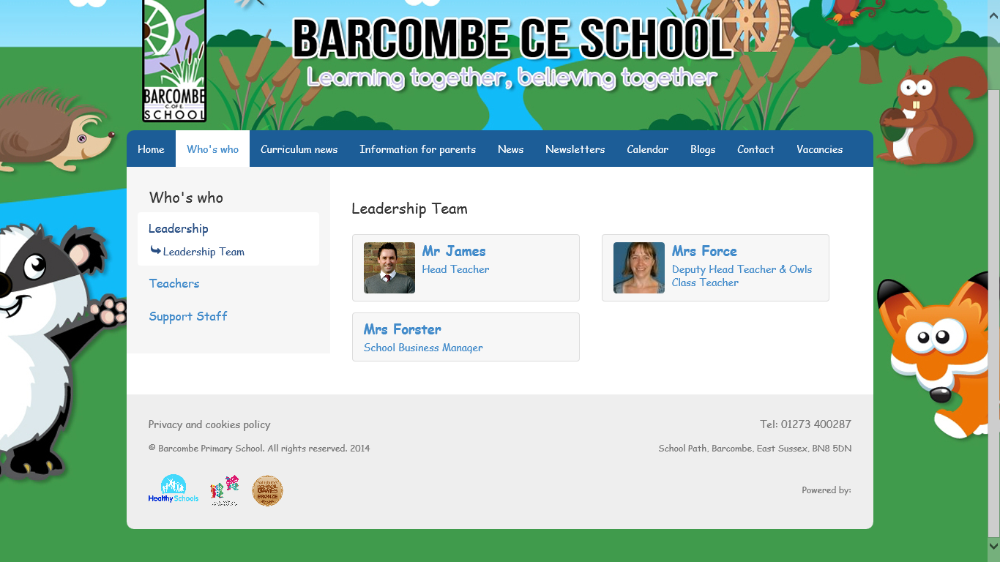 BARCOMBE CE SCHOOL
Learning together, believing together
BARCOMBE
C. OF E.
SCHOOL
Home Who's who Curriculum news Information for parents News Newsletters Calendar Blogs Contact Vacancies
Who's who
Leadership
Leadership Team
Teachers
Support Staff
Leadership Team
Mr James
Head Teacher
Mrs Force
Deputy Head Teacher & Owls
Class Teacher
Mrs Forster
School Business Manager
Privacy and cookies policy
Tel: 01273 400287
© Barcombe Primary School. All rights reserved. 2014
School Path, Barcombe, East Sussex, BN8 5DN
Healthy Schools
Sainsbury's
SCHOOL
GAMES
BRONZE
Powered by: